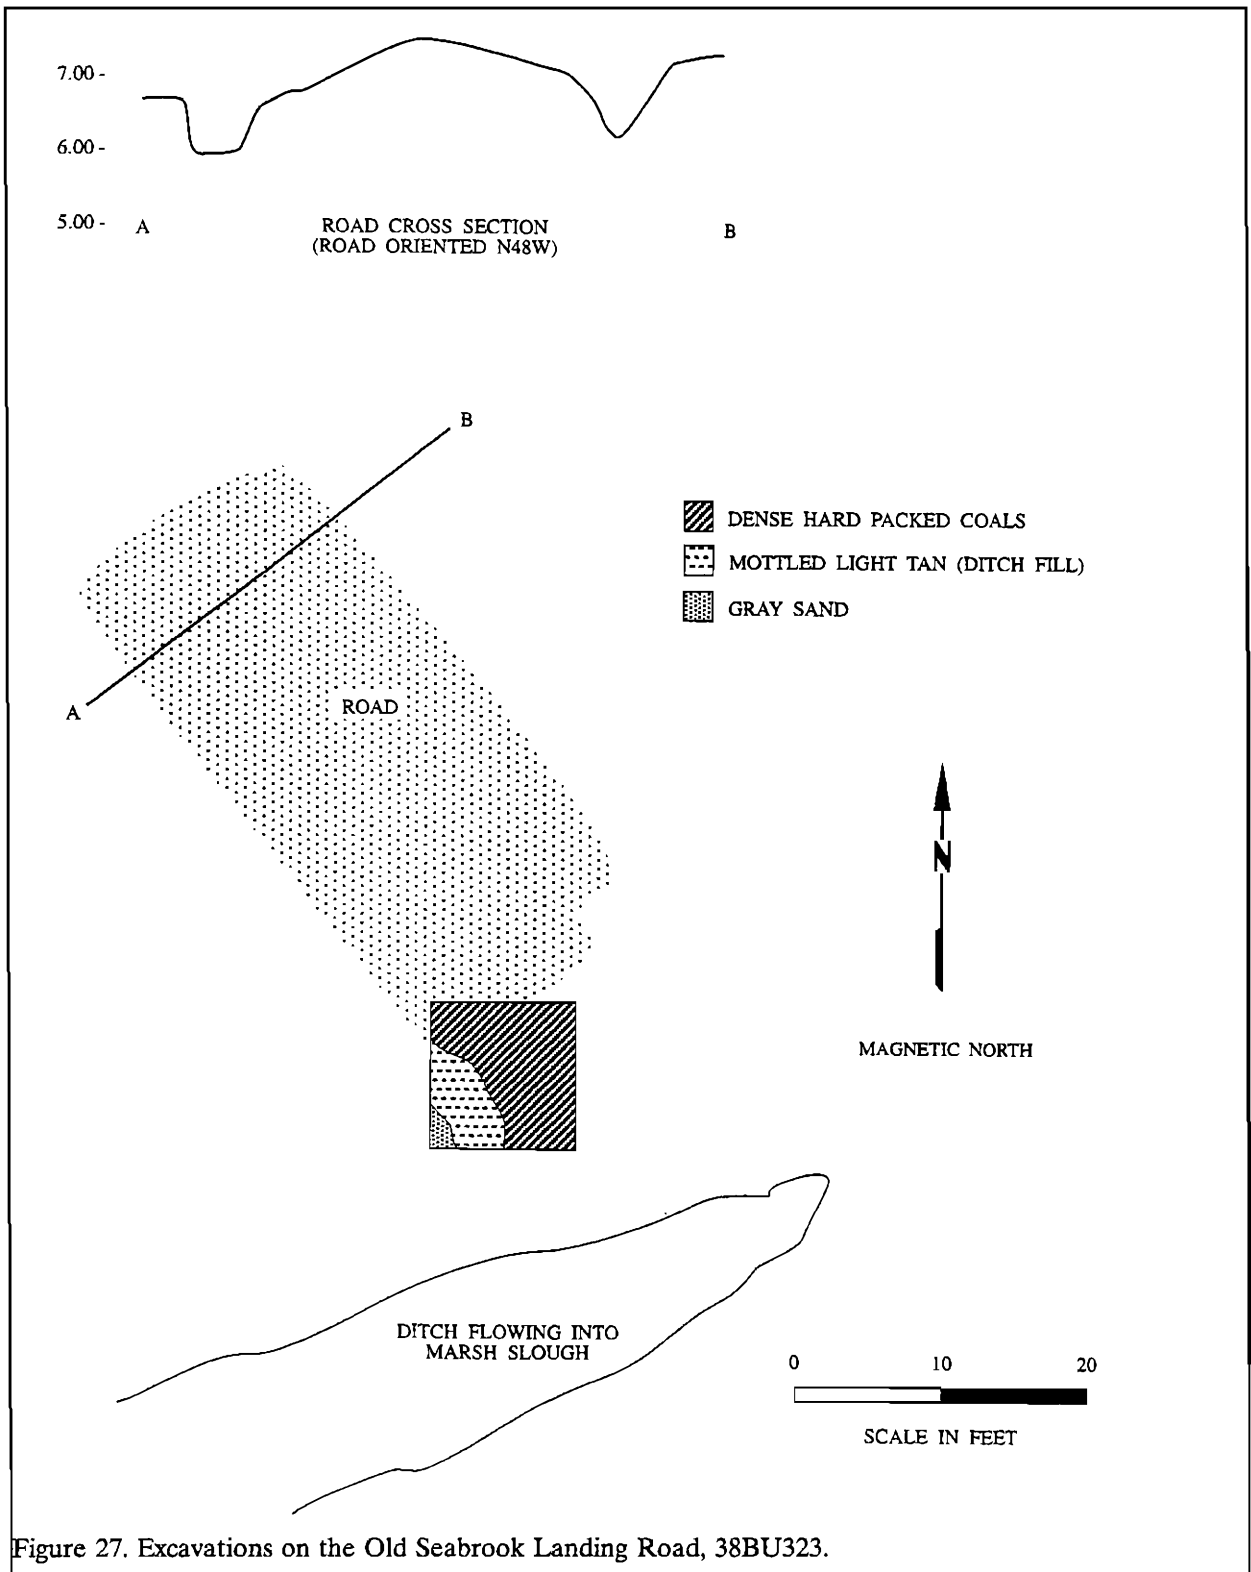 7.00 -
6.00 -
5.00 -
A
ROAD CROSS SECTION
(ROAD ORIENTED N48W)
B
B
A
ROAD
DENSE HARD PACKED COALS
MOTTLED LIGHT TAN (DITCH FILL)
GRAY SAND
N
MAGNETIC NORTH
DITCH FLOWING INTO
MARSH SLOUGH
0 10 20
SCALE IN FEET
Figure 27. Excavations on the Old Seabrook Landing Road, 38BU323.